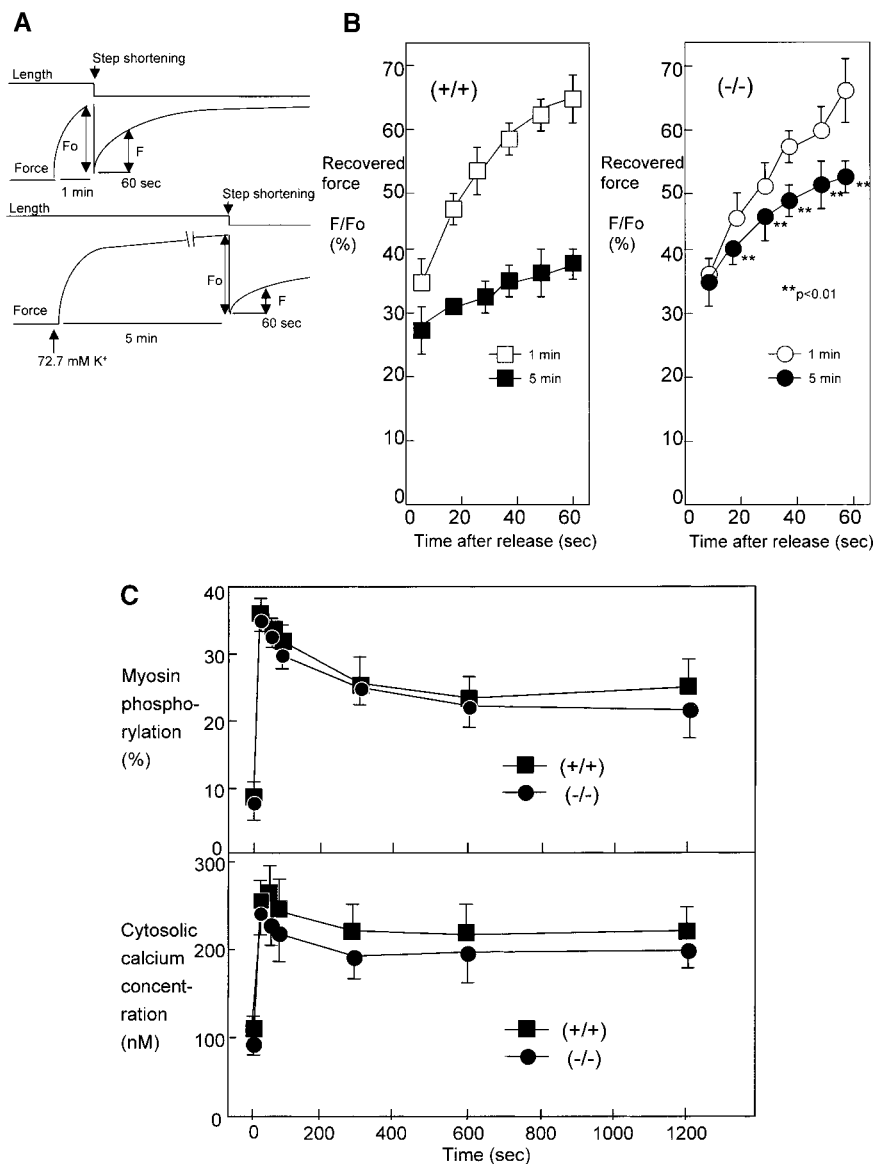 A
Step shortening
Length
Fo
F
Force
1 min
60 sec
Step shortening
Length
Fo
F
Force
60 sec
5 min
72.7 mM K⁺
B
70
(+/+)
60
Recovered
force
50
F/Fo
(%)
40
30
1 min
5 min
20
10
0
0 20 40 60
Time after release (sec)
70
(-/-)
60
Recovered
force
50
F/Fo
(%)
40
**
**
**
**
**
**p<0.01
30
1 min
5 min
20
10
0
0 20 40 60
Time after release (sec)
C
40
30
Myosin
phospho-
rylation
(%)
20
10
0
(+/+)
(-/-)
300
200
Cytosolic
calcium
concent-
ration
(nM)
100
0
(+/+)
(-/-)
0 200 400 600 800 1000 1200
Time (sec)